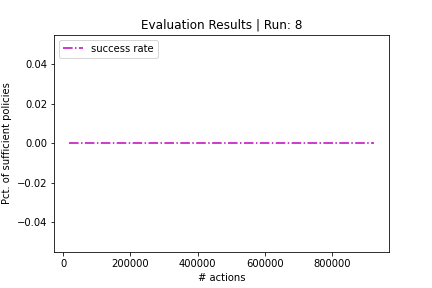 Evaluation Results | Run: 8
success rate
Pct. of sufficient policies
0.04
0.02
0.00
−0.02
−0.04
0 200000 400000 600000 800000
# actions